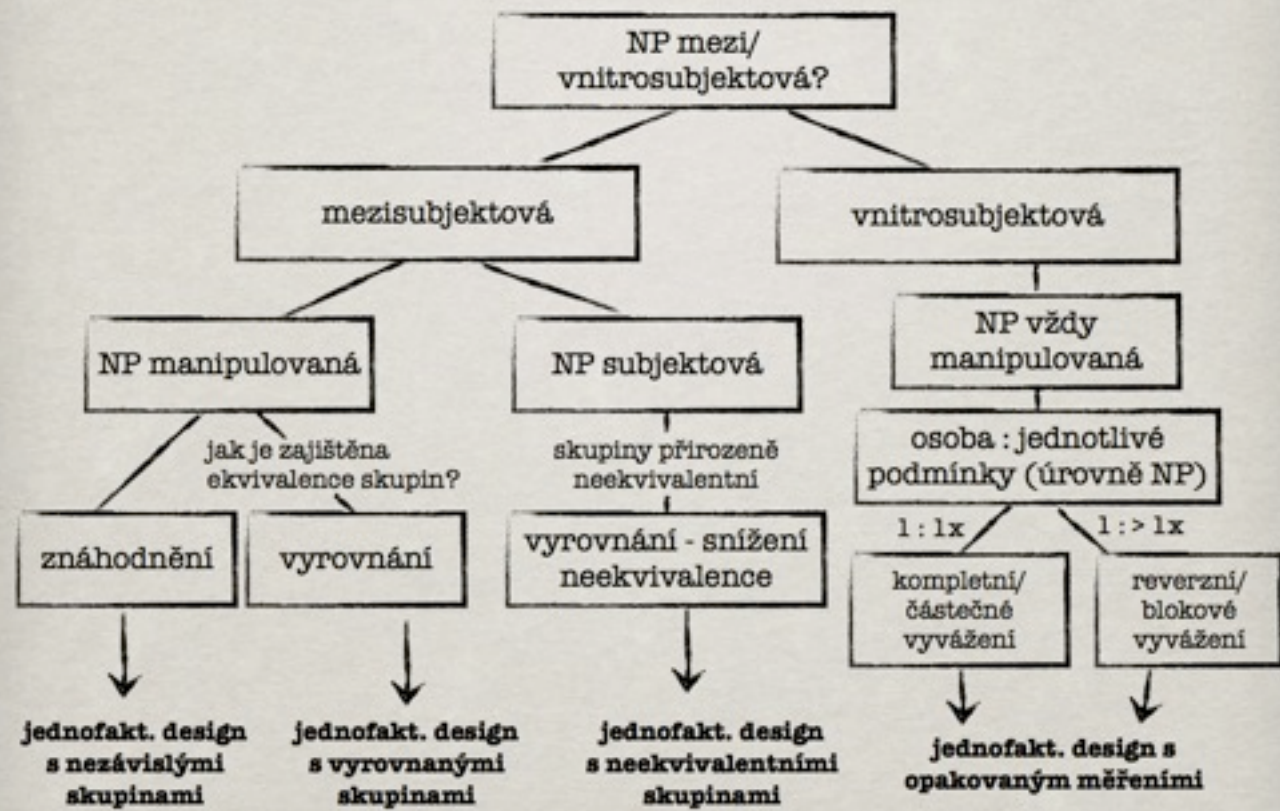 NP mezi/
vnitrosubjektová?
mezisubjektová
vnitrosubjektová
NP manipulovaná
NP subjektová
NP vždy
manipulovaná
jak je zajištěna
ekvivalence skupin?
skupiny přirozeně
neekvivalentní
osoba : jednotlivé
podmínky (úrovně NP)
1 : 1x
1 : > 1x
znáhodnění
vyrovnání
vyrovnání - snížení
neekvivalence
kompletní/
částečné
vyvážení
reverzní/
blokové
vyvážení
jednofakt. design
s nezávislými
skupinami
jednofakt. design
s vyrovnanými
skupinami
jednofakt. design
s neekvivalentními
skupinami
jednofakt. design s
opakovaným měřeními